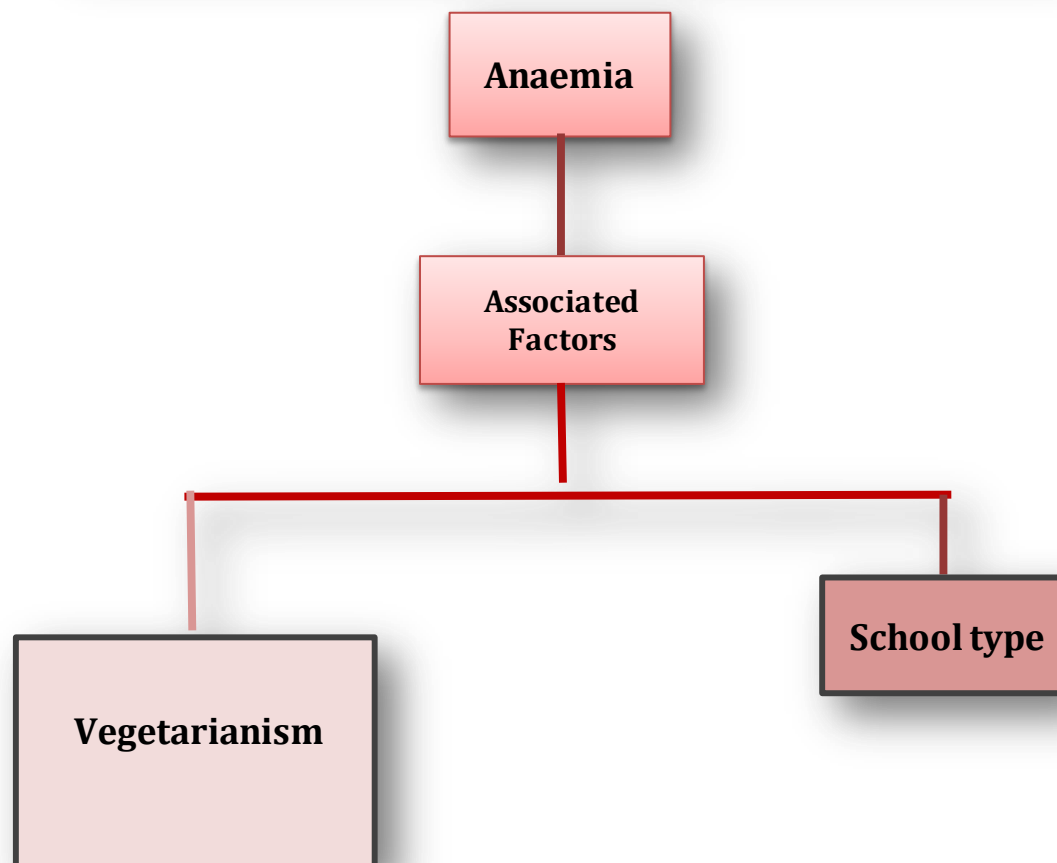 Anaemia
Associated
Factors
School type
Vegetarianism